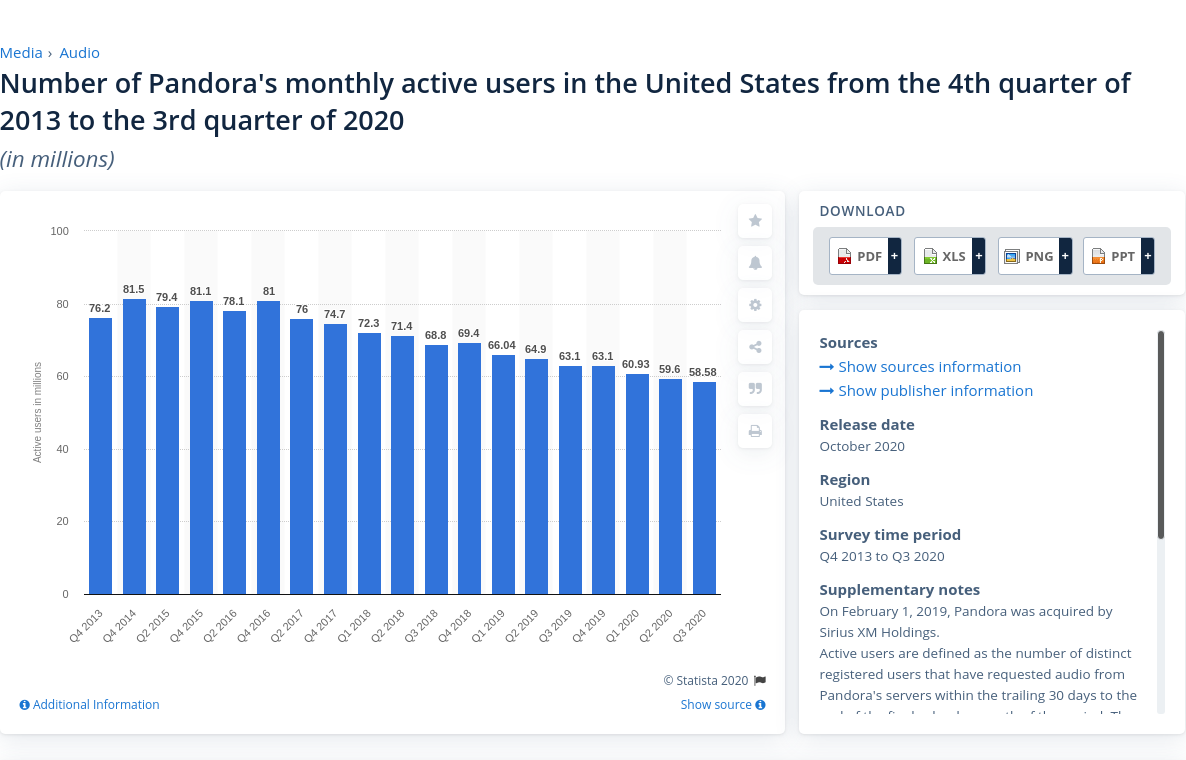 Media › Audio
Number of Pandora's monthly active users in the United States from the 4th quarter of
2013 to the 3rd quarter of 2020
(in millions)
100
80
60
40
20
0
Active users in millions
76.2
81.5
79.4
81.1
78.1
81
76
74.7
72.3
71.4
68.8
69.4
66.04
64.9
63.1
63.1
60.93
59.6
58.58
Q4 2013
Q4 2014
Q2 2015
Q4 2015
Q2 2016
Q4 2016
Q2 2017
Q4 2017
Q1 2018
Q2 2018
Q3 2018
Q4 2018
Q1 2019
Q2 2019
Q3 2019
Q4 2019
Q1 2020
Q2 2020
Q3 2020
© Statista 2020
Additional Information
Show source
DOWNLOAD
PDF +
XLS +
PNG +
PPT +
Sources
Show sources information
Show publisher information
Release date
October 2020
Region
United States
Survey time period
Q4 2013 to Q3 2020
Supplementary notes
On February 1, 2019, Pandora was acquired by
Sirius XM Holdings.
Active users are defined as the number of distinct
registered users that have requested audio from
Pandora's servers within the trailing 30 days to the